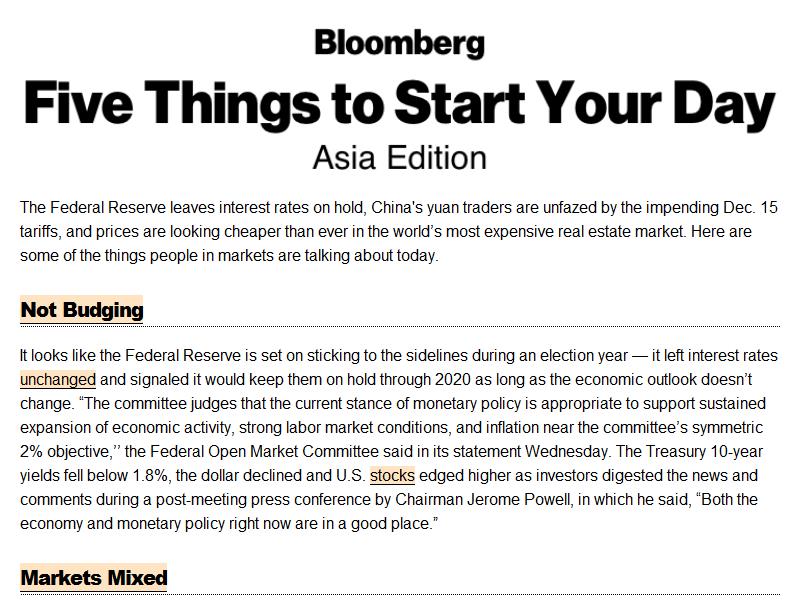 Bloomberg
Five Things to Start Your Day
Asia Edition
The Federal Reserve leaves interest rates on hold, China's yuan traders are unfazed by the impending Dec. 15
tariffs, and prices are looking cheaper than ever in the world’s most expensive real estate market. Here are
some of the things people in markets are talking about today.
Not Budging
It looks like the Federal Reserve is set on sticking to the sidelines during an election year — it left interest rates
unchanged and signaled it would keep them on hold through 2020 as long as the economic outlook doesn’t
change. “The committee judges that the current stance of monetary policy is appropriate to support sustained
expansion of economic activity, strong labor market conditions, and inflation near the committee’s symmetric
2% objective,’’ the Federal Open Market Committee said in its statement Wednesday. The Treasury 10-year
yields fell below 1.8%, the dollar declined and U.S. stocks edged higher as investors digested the news and
comments during a post-meeting press conference by Chairman Jerome Powell, in which he said, “Both the
economy and monetary policy right now are in a good place.”
Markets Mixed